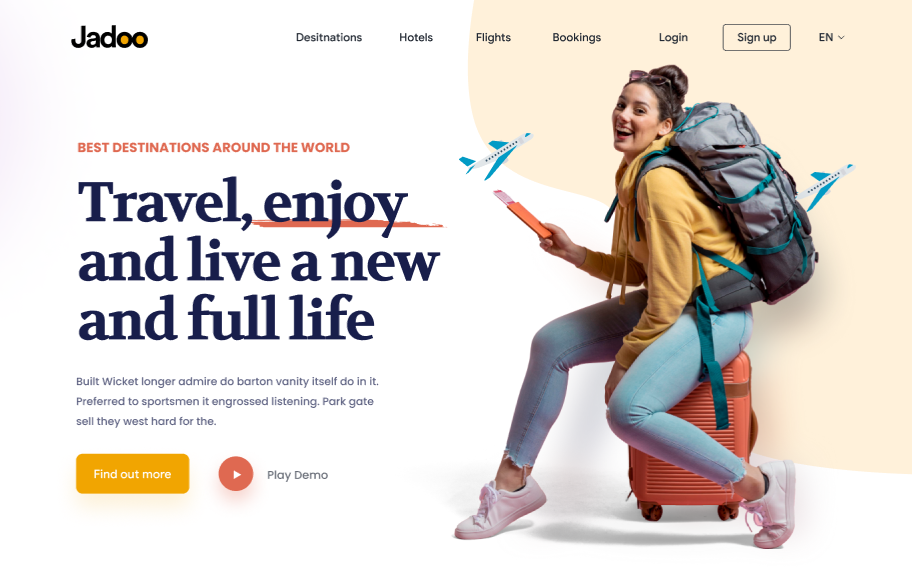 Jadoo
Desitnations Hotels Flights Bookings Login Sign up EN
BEST DESTINATIONS AROUND THE WORLD
Travel, enjoy
and live a new
and full life
Built Wicket longer admire do barton vanity itself do in it.
Preferred to sportsmen it engrossed listening. Park gate
sell they west hard for the.
Find out more Play Demo